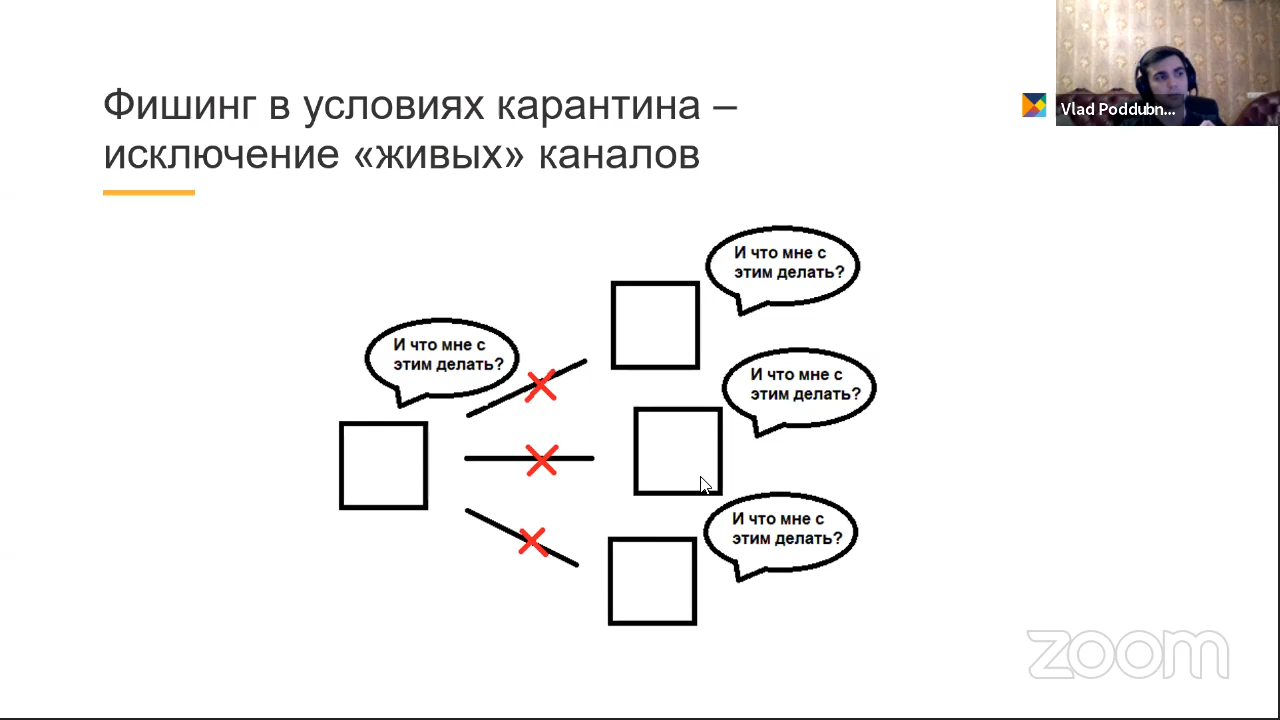 Фишинг в условиях карантина –
исключение «живых» каналов
Vlad Poddubn...
И что мне с
этим делать?
И что мне с
этим делать?
И что мне с
этим делать?
И что мне с
этим делать?
zoom